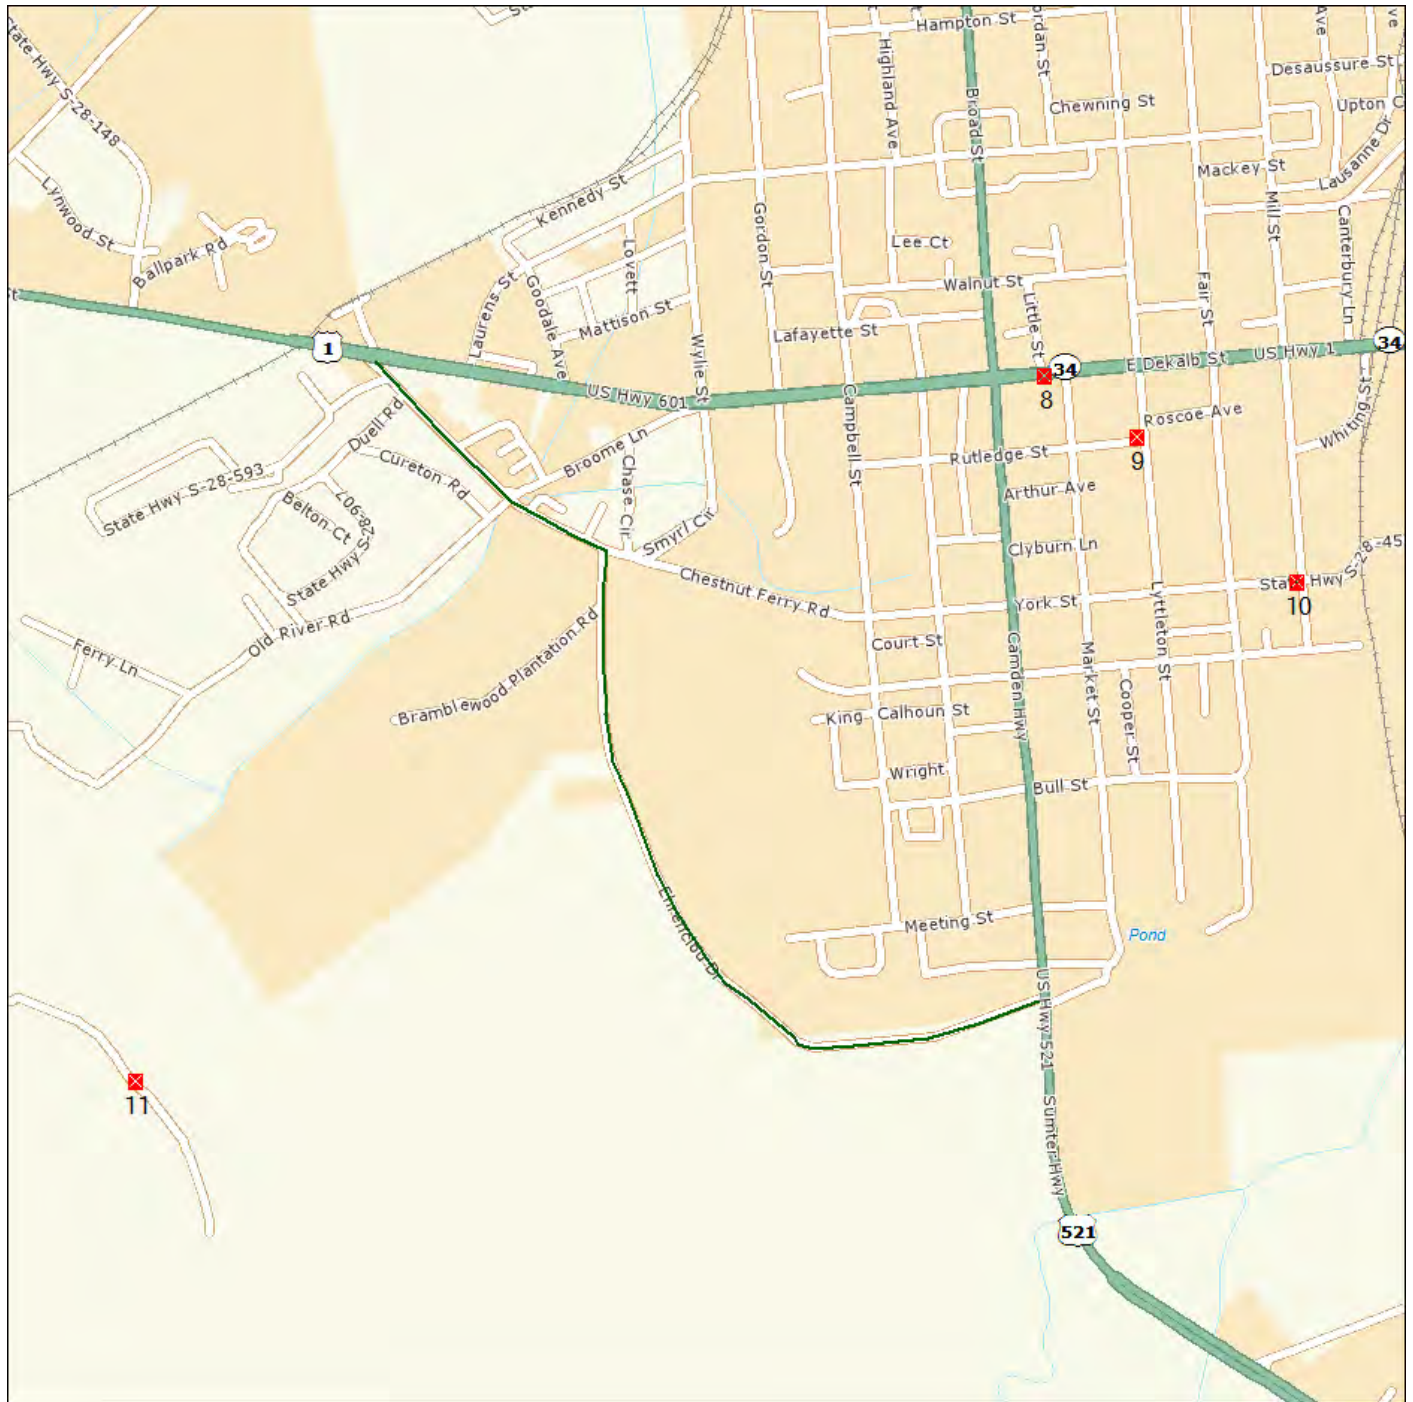 Hampton St
State Hwy S-28-148
Highland Ave
Broad St
Desaussure St
Chewning St
Upton C
Lausanne Dr
Mackey St
Lynwood St
Ballpark Rd
Kennedy St
Gordon St
Mill St
Canterbury Ln
Lee Ct
Lovett
Laurens St
Goodale Ave
Walnut St
Little St
Fair St
Mattison St
Lafayette St
Wylie St
1
34
34
E Dekalb St
US Hwy 1
8
US Hwy 601
Campbell St
Roscoe Ave
Whiting St
Duell Rd
Broome Ln
Rutledge St
9
Cureton Rd
Chase Cir
State Hwy S-28-593
Belton Ct
State Hwy S-28-907
Arthur Ave
Smyrl Cir
Clyburn Ln
Chestnut Ferry Rd
Lyttleton St
State Hwy S-28-45
York St
10
Old River Rd
Ferry Ln
Bramblewood Plantation Rd
Court St
Camden Hwy
Market St
Cooper St
King
Calhoun St
Wright
Bull St
Ehrenclou Dr
Meeting St
Pond
US Hwy 521
Sumter Hwy
11
521